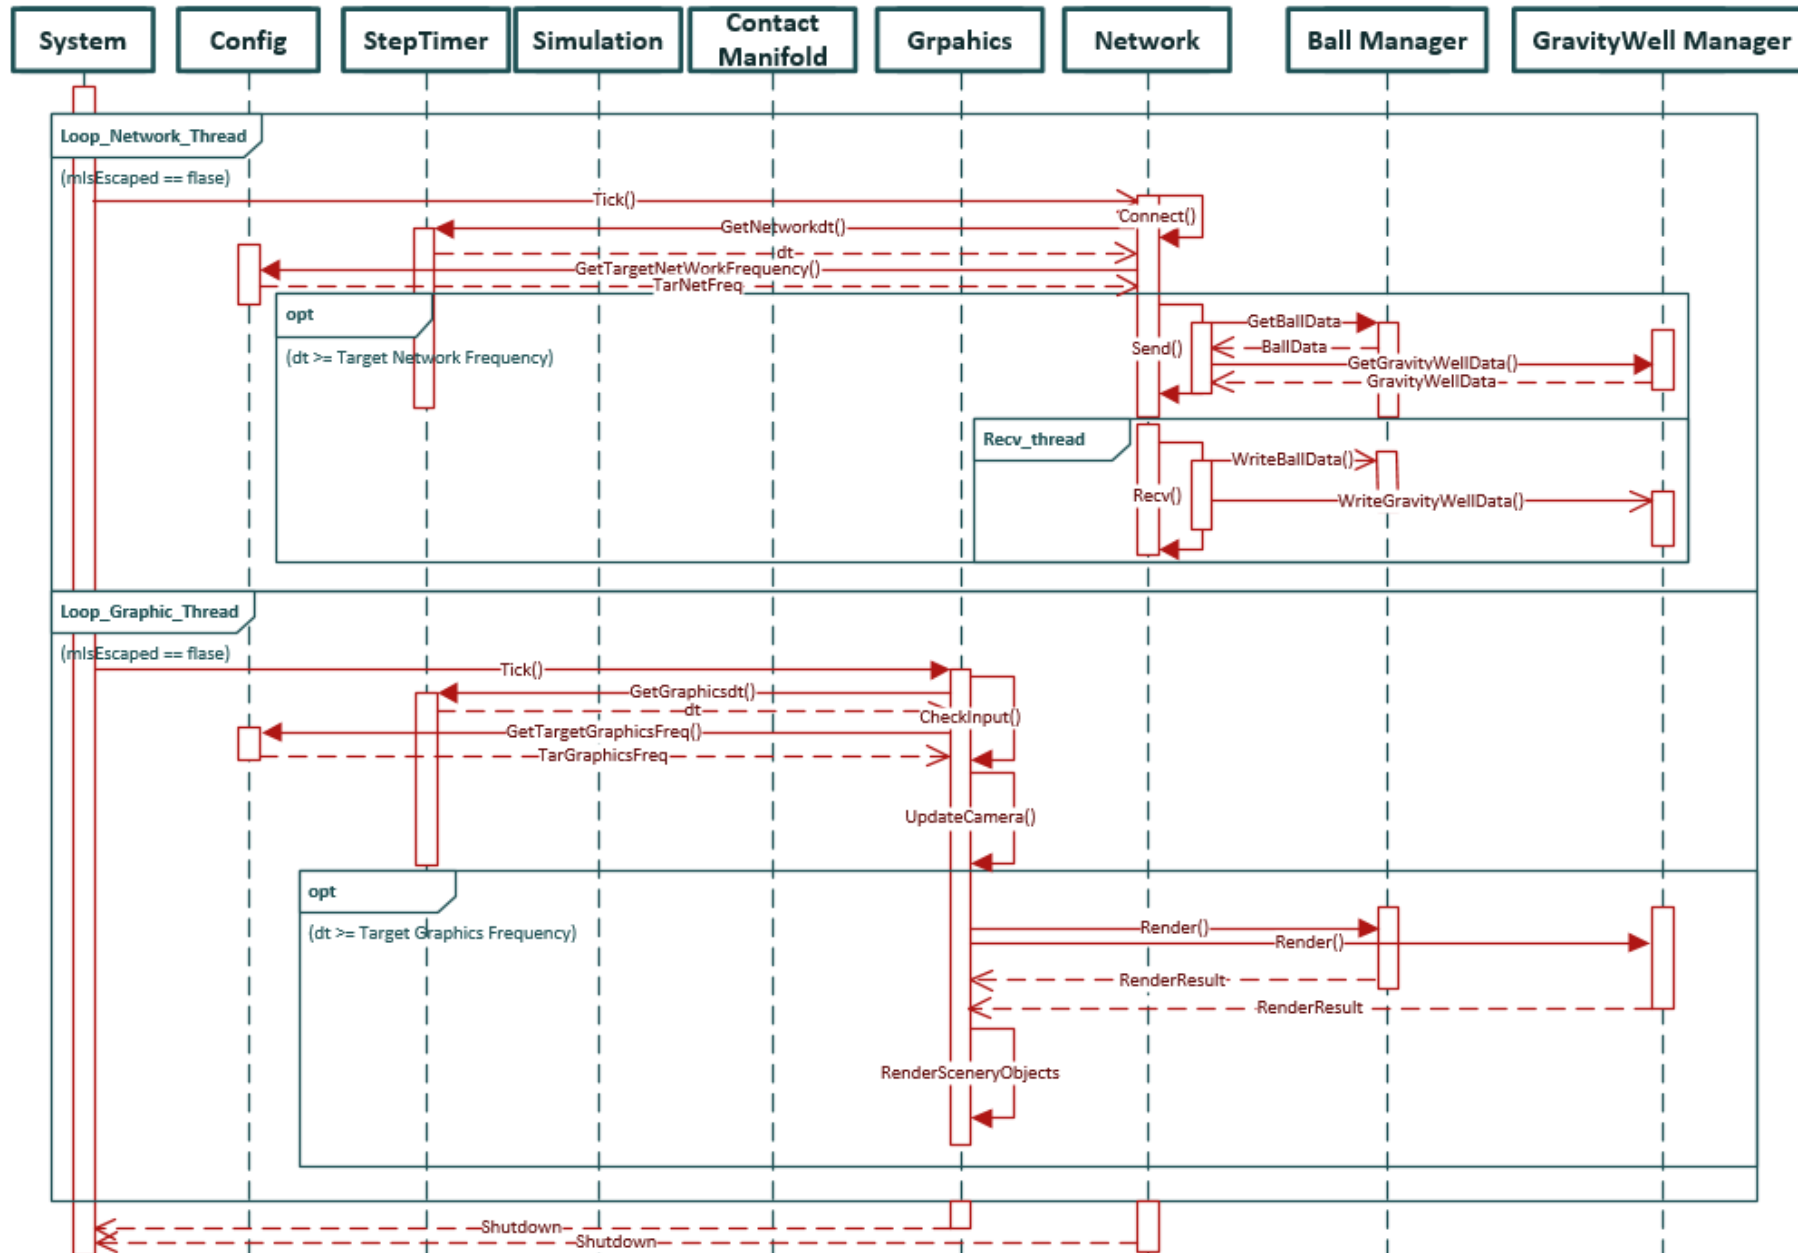 System
Config
StepTimer
Simulation
Contact
Manifold
Grpahics
Network
Ball Manager
GravityWell Manager
Loop_Network_Thread
(mIsEscaped == flase)
Tick()
Connect()
GetNetworkdt()
dt
GetTargetNetWorkFrequency()
TarNetFreq
opt
(dt >= Target Network Frequency)
GetBallData
Send()
BallData
GetGravityWellData()
GravityWellData
Recv_thread
WriteBallData()
Recv()
WriteGravityWellData()
Loop_Graphic_Thread
(mIsEscaped == flase)
Tick()
GetGraphicsdt()
dt
CheckInput()
GetTargetGraphicsFreq()
TarGraphicsFreq
UpdateCamera()
opt
(dt >= Target Graphics Frequency)
Render()
Render()
RenderResult
RenderResult
RenderSceneryObjects
Shutdown
Shutdown